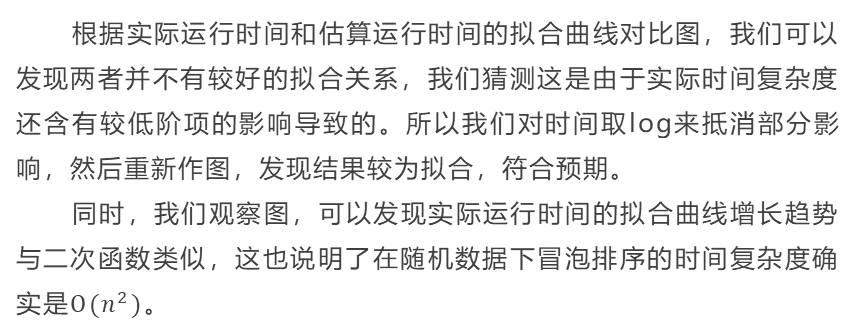 根据实际运行时间和估算运行时间的拟合曲线对比图，我们可以
发现两者并不有较好的拟合关系，我们猜测这是由于实际时间复杂度
还含有较低阶项的影响导致的。所以我们对时间取log来抵消部分影
响，然后重新作图，发现结果较为拟合，符合预期。
同时，我们观察图，可以发现实际运行时间的拟合曲线增长趋势
与二次函数类似，这也说明了在随机数据下冒泡排序的时间复杂度确
实是O(n²)。